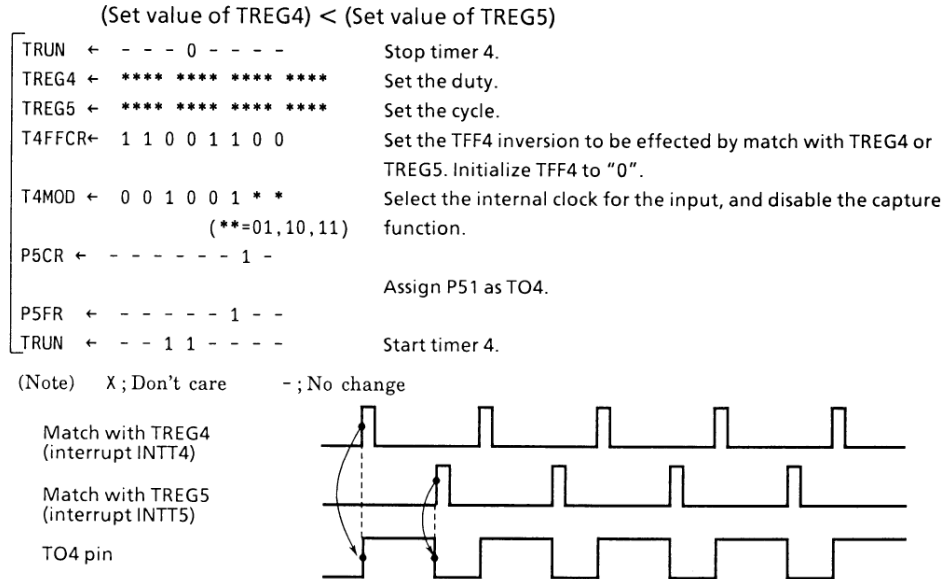 (Set value of TREG4) < (Set value of TREG5)
TRUN ← - - - 0 - - - - Stop timer 4.
TREG4 ← **** **** **** **** Set the duty.
TREG5 ← **** **** **** **** Set the cycle.
T4FFCR← 1 1 0 0 1 1 0 0 Set the TFF4 inversion to be effected by match with TREG4 or
TREG5. Initialize TFF4 to "0".
T4MOD ← 0 0 1 0 0 1 * * Select the internal clock for the input, and disable the capture
(**=01,10,11) function.
P5CR ← - - - - - - 1 -
Assign P51 as TO4.
P5FR ← - - - - - 1 - -
TRUN ← - - 1 1 - - - - Start timer 4.
(Note) X ; Don't care - ; No change
Match with TREG4
(interrupt INTT4)
Match with TREG5
(interrupt INTT5)
TO4 pin